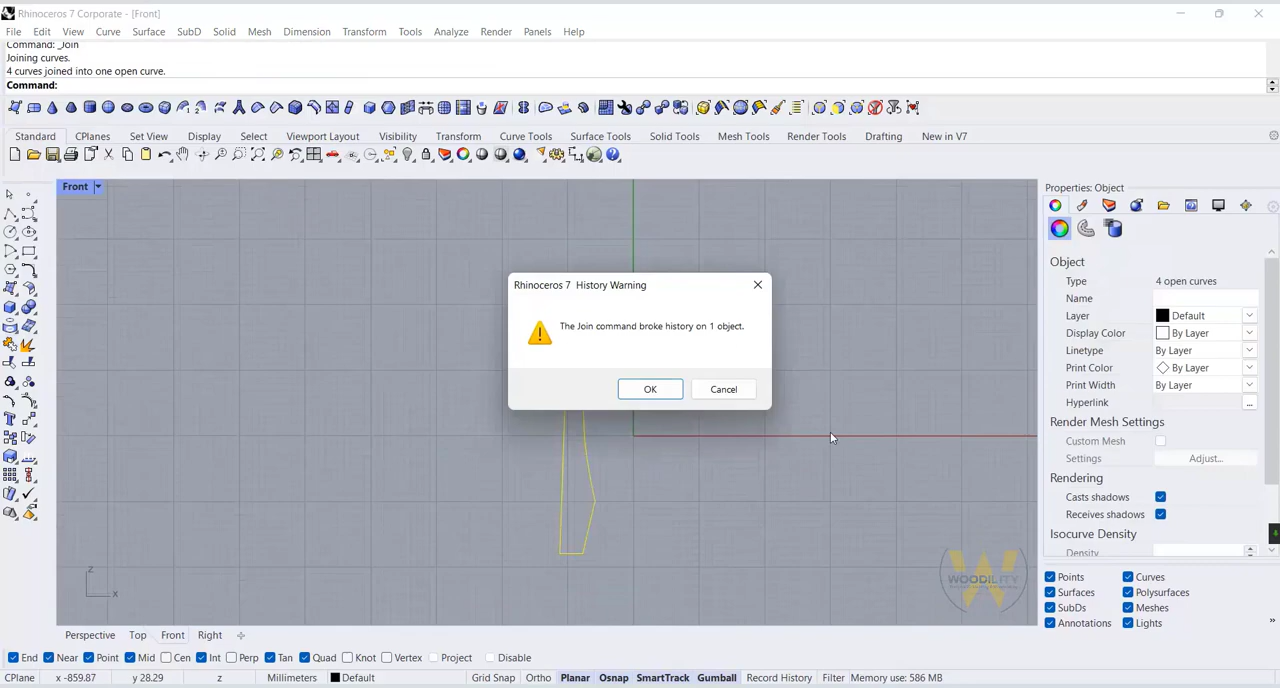 Rhinoceros 7 Corporate - [Front]
File Edit View Curve Surface SubD Solid Mesh Dimension Transform Tools Analyze Render Panels Help
Command: _Join
Joining curves.
4 curves joined into one open curve.
Command:
Standard CPlanes Set View Display Select Viewport Layout Visibility Transform Curve Tools Surface Tools Solid Tools Mesh Tools Render Tools Drafting New in V7
Front
Properties: Object
Object
Type 4 open curves
Name
Layer Default
Display Color By Layer
Linetype By Layer
Print Color By Layer
Print Width By Layer
Hyperlink ...
Render Mesh Settings
Custom Mesh
Settings Adjust...
Rendering
Casts shadows
Receives shadows
Isocurve Density
Density
Rhinoceros 7 History Warning
The Join command broke history on 1 object.
OK Cancel
z
x
WOODILITY
Points Curves
Surfaces Polysurfaces
SubDs Meshes
Annotations Lights
Perspective Top Front Right
End Near Point Mid Cen Int Perp Tan Quad Knot Vertex Project Disable
CPlane x -859.87 y 28.29 z Millimeters Default Grid Snap Ortho Planar Osnap SmartTrack Gumball Record History Filter Memory use: 586 MB